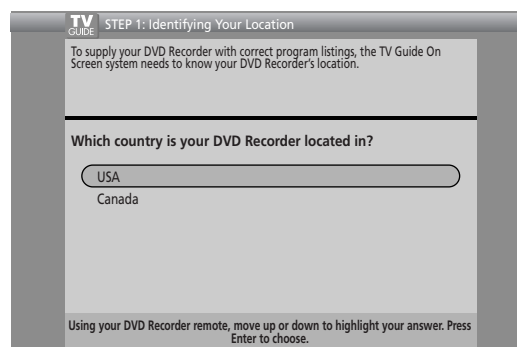 TV
GUIDE
STEP 1: Identifying Your Location
To supply your DVD Recorder with correct program listings, the TV Guide On
Screen system needs to know your DVD Recorder's location.
Which country is your DVD Recorder located in?
USA
Canada
Using your DVD Recorder remote, move up or down to highlight your answer. Press
Enter to choose.